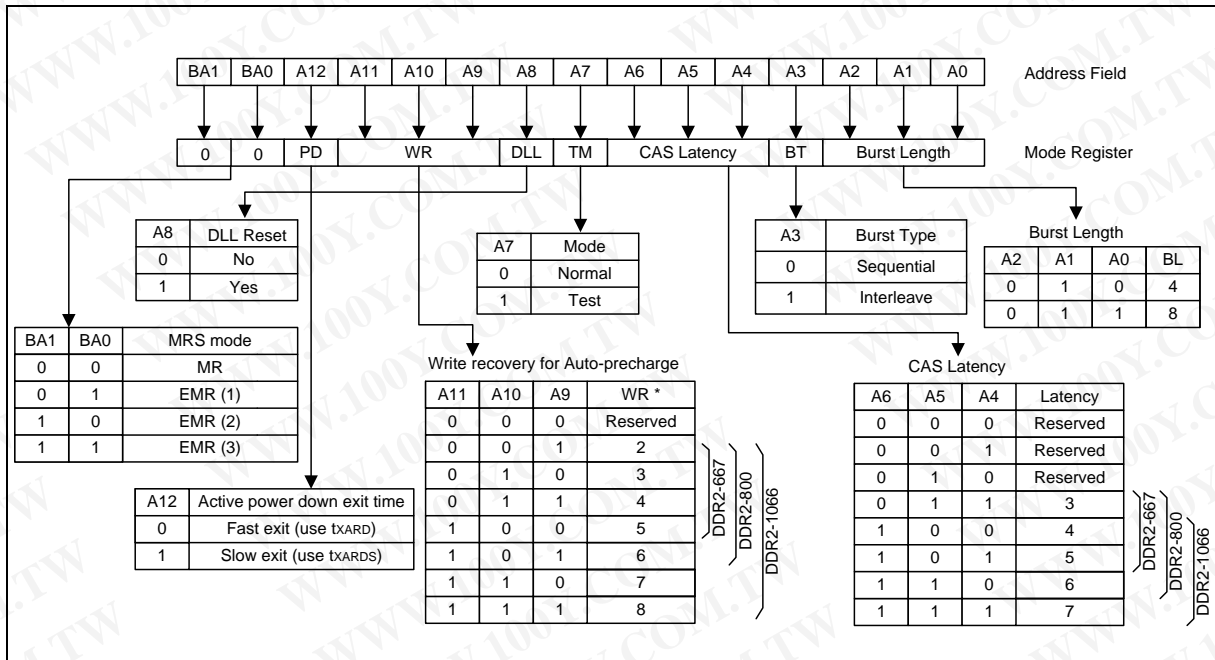 BA1 BA0 A12 A11 A10 A9 A8 A7 A6 A5 A4 A3 A2 A1 A0 Address Field
0 0 PD WR DLL TM CAS Latency BT Burst Length Mode Register
A8 DLL Reset
0 No
1 Yes
A7 Mode
0 Normal
1 Test
A3 Burst Type
0 Sequential
1 Interleave
Burst Length
A2 A1 A0 BL
0 1 0 4
0 1 1 8
BA1 BA0 MRS mode
0 0 MR
0 1 EMR (1)
1 0 EMR (2)
1 1 EMR (3)
A12 Active power down exit time
0 Fast exit (use tXARD)
1 Slow exit (use tXARDS)
Write recovery for Auto-precharge
A11 A10 A9 WR *
0 0 0 Reserved
0 0 1 2
0 1 0 3
0 1 1 4
1 0 0 5
1 0 1 6
1 1 0 7
1 1 1 8
DDR2-667
DDR2-800
DDR2-1066
CAS Latency
A6 A5 A4 Latency
0 0 0 Reserved
0 0 1 Reserved
0 1 0 Reserved
0 1 1 3
1 0 0 4
1 0 1 5
1 1 0 6
1 1 1 7
DDR2-667
DDR2-800
DDR2-1066
WWW.100Y.COM.TW